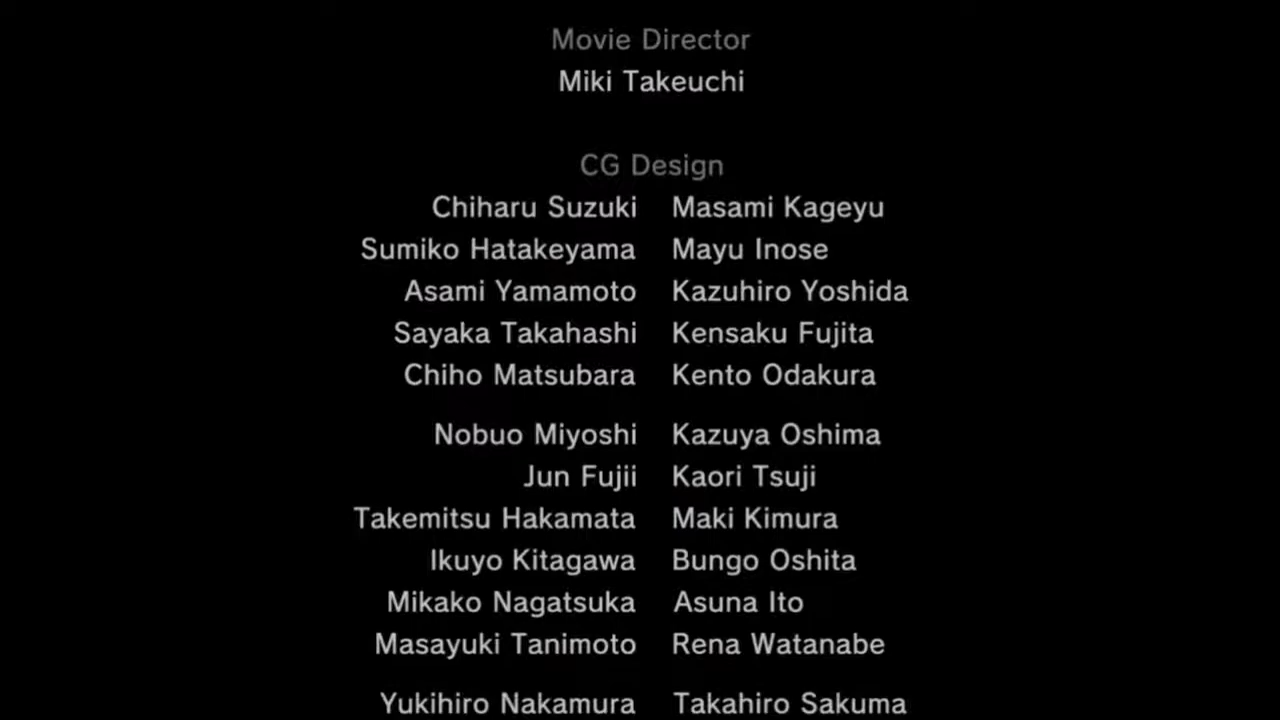 Movie Director
Miki Takeuchi
CG Design
Chiharu Suzuki Masami Kageyu
Sumiko Hatakeyama Mayu Inose
Asami Yamamoto Kazuhiro Yoshida
Sayaka Takahashi Kensaku Fujita
Chiho Matsubara Kento Odakura
Nobuo Miyoshi Kazuya Oshima
Jun Fujii Kaori Tsuji
Takemitsu Hakamata Maki Kimura
Ikuyo Kitagawa Bungo Oshita
Mikako Nagatsuka Asuna Ito
Masayuki Tanimoto Rena Watanabe
Yukihiro Nakamura Takahiro Sakuma